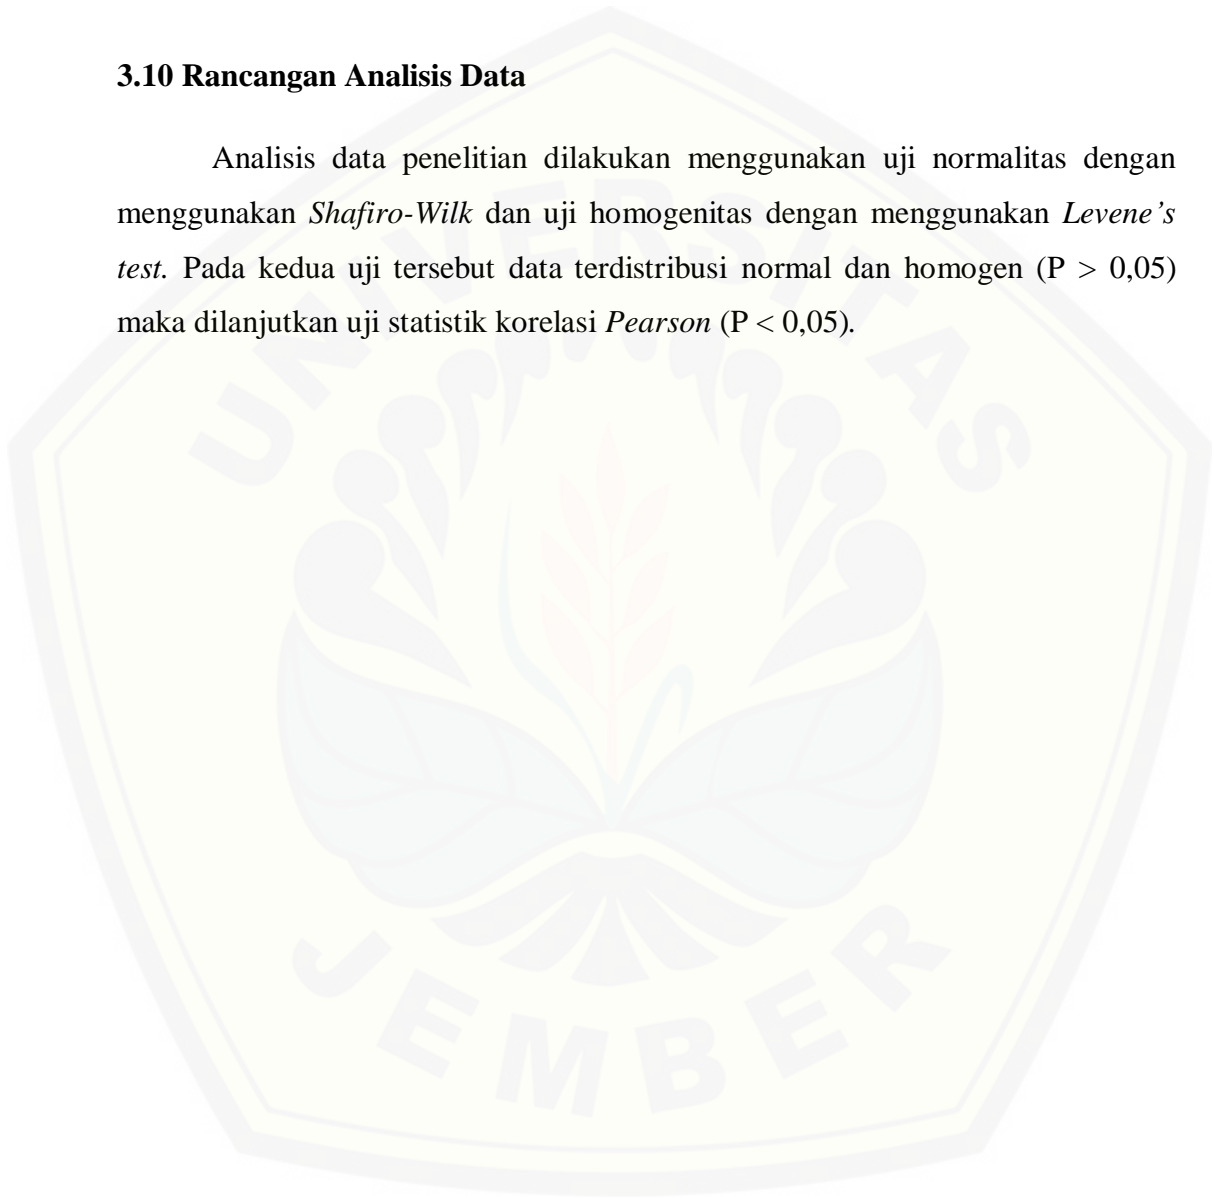 3.10 Rancangan Analisis Data
Analisis data penelitian dilakukan menggunakan uji normalitas dengan
menggunakan Shafiro-Wilk dan uji homogenitas dengan menggunakan Levene’s
test. Pada kedua uji tersebut data terdistribusi normal dan homogen (P > 0,05)
maka dilanjutkan uji statistik korelasi Pearson (P < 0,05).
UNIVERSITAS
JEMBER